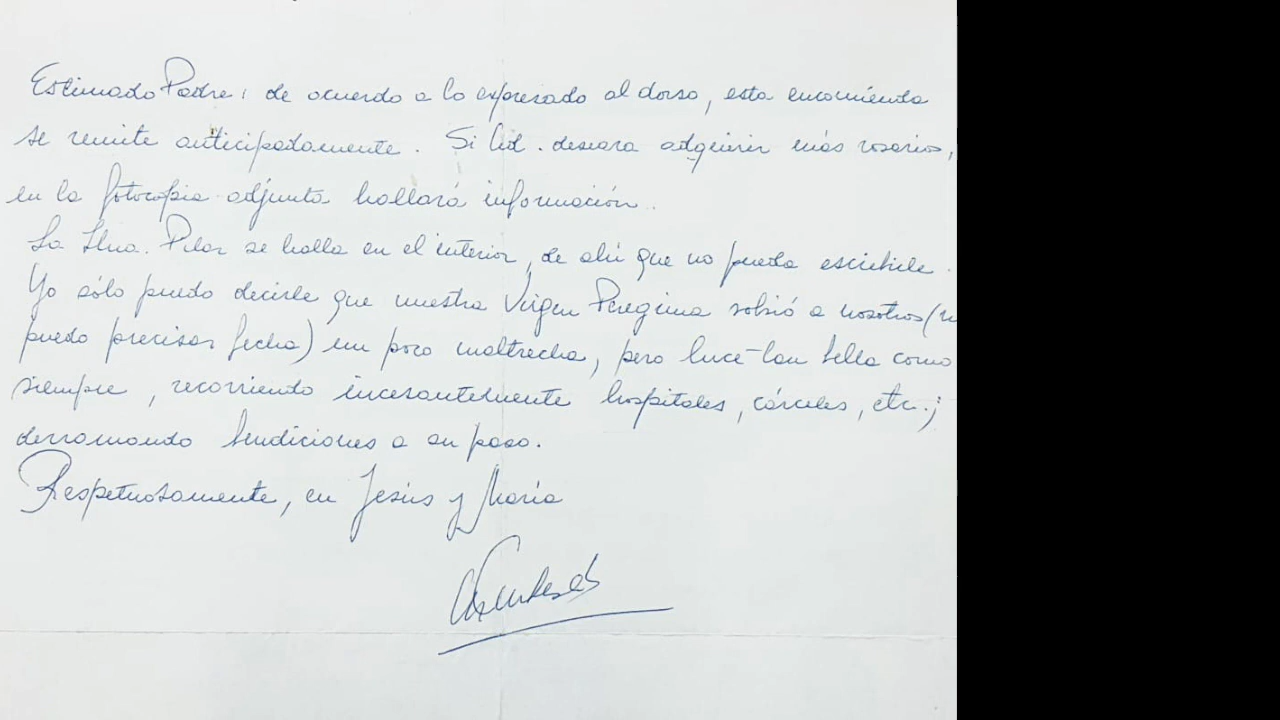 Estimado Padre: de acuerdo a lo expresado al dorso, esta encomienda
se remite anticipadamente. Si Ud. deseara adquirir más rosarios,
en la fotocopia adjunta hallará información.
La Hna. Pilar se halla en el interior, de ahí que no pueda escribirle.
Yo sólo puedo decirle que nuestra Virgen Peregrina volvió a nosotros (n
puedo precisar fecha) un poco maltrecha, pero luce tan bella como
siempre, recorriendo incesantemente hospitales, cárceles, etc.;
derramando bendiciones a su paso.
Respetuosamente, en Jesús y María